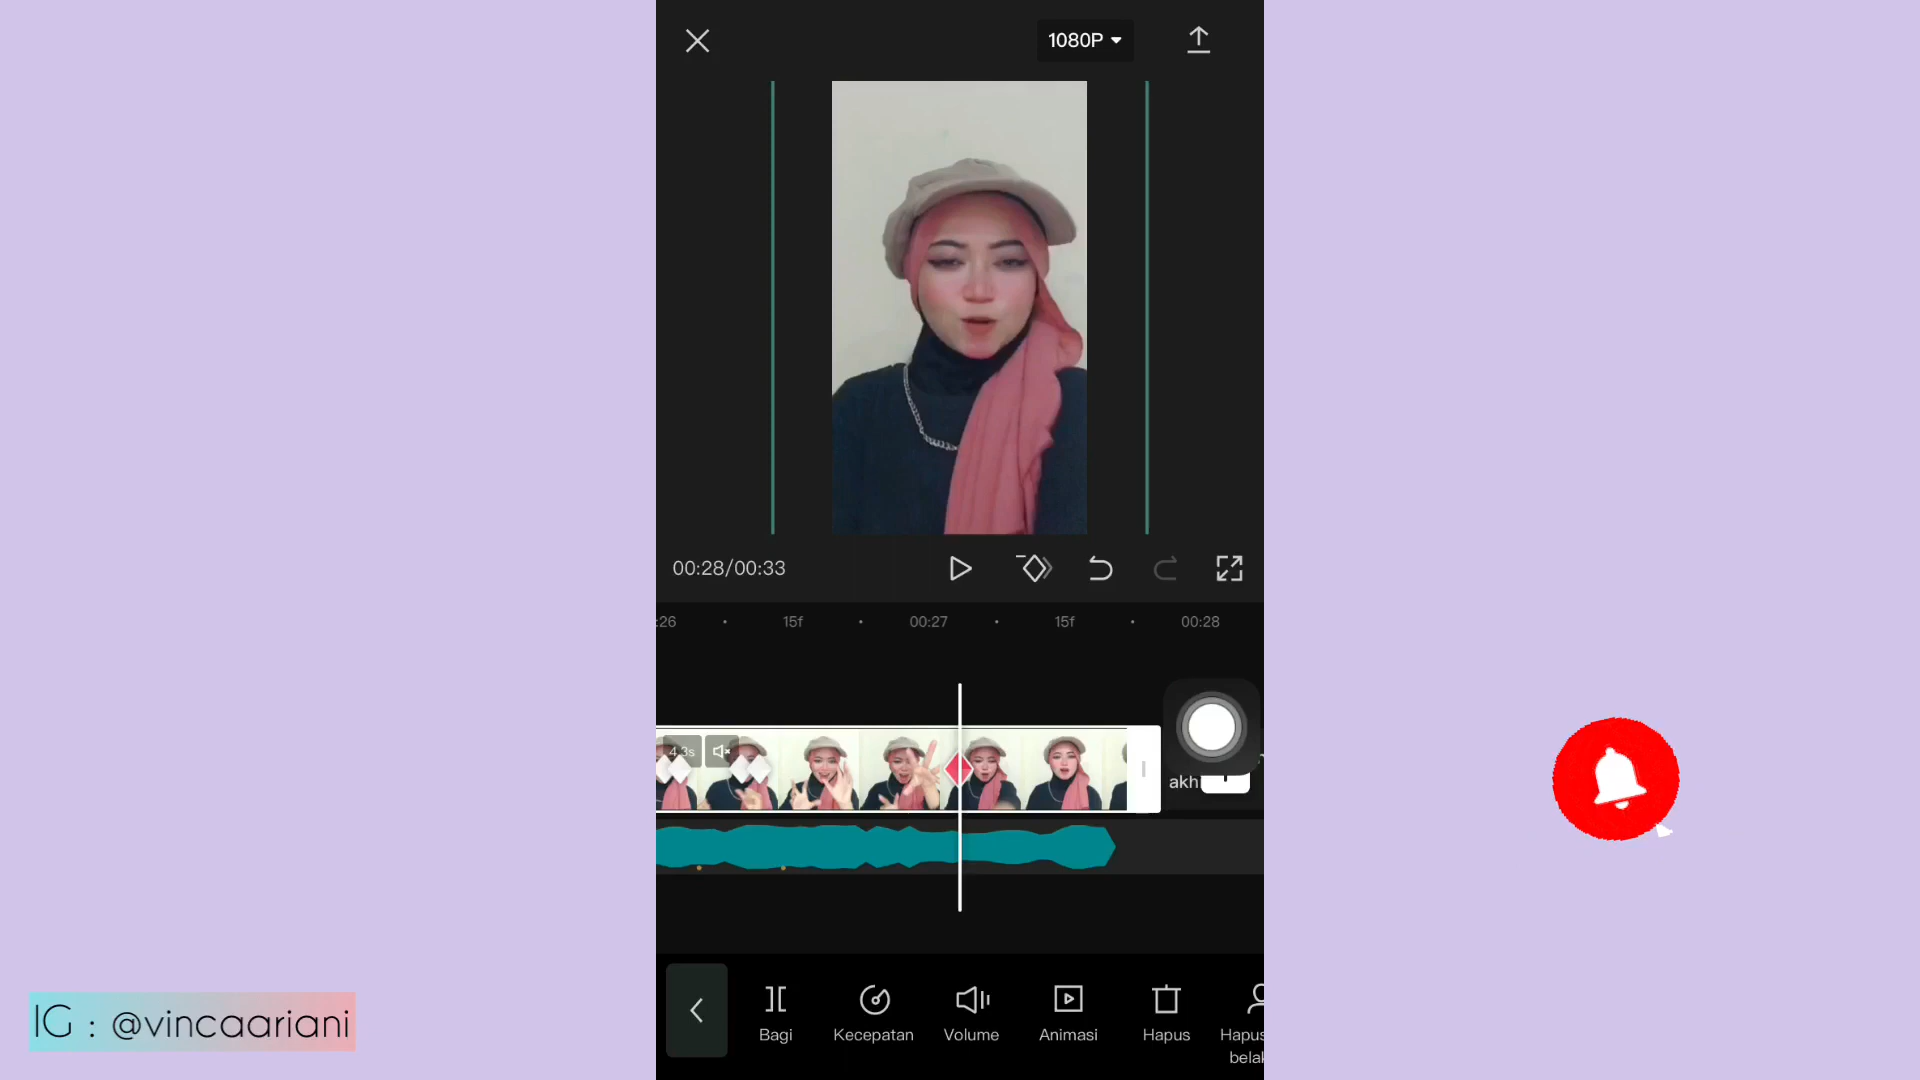 1080P
00:28/00:33
:26 15f 00:27 15f 00:28
4.3s
akhi
IG : @vincaariani
Bagi Kecepatan Volume Animasi Hapus Hapus
belak